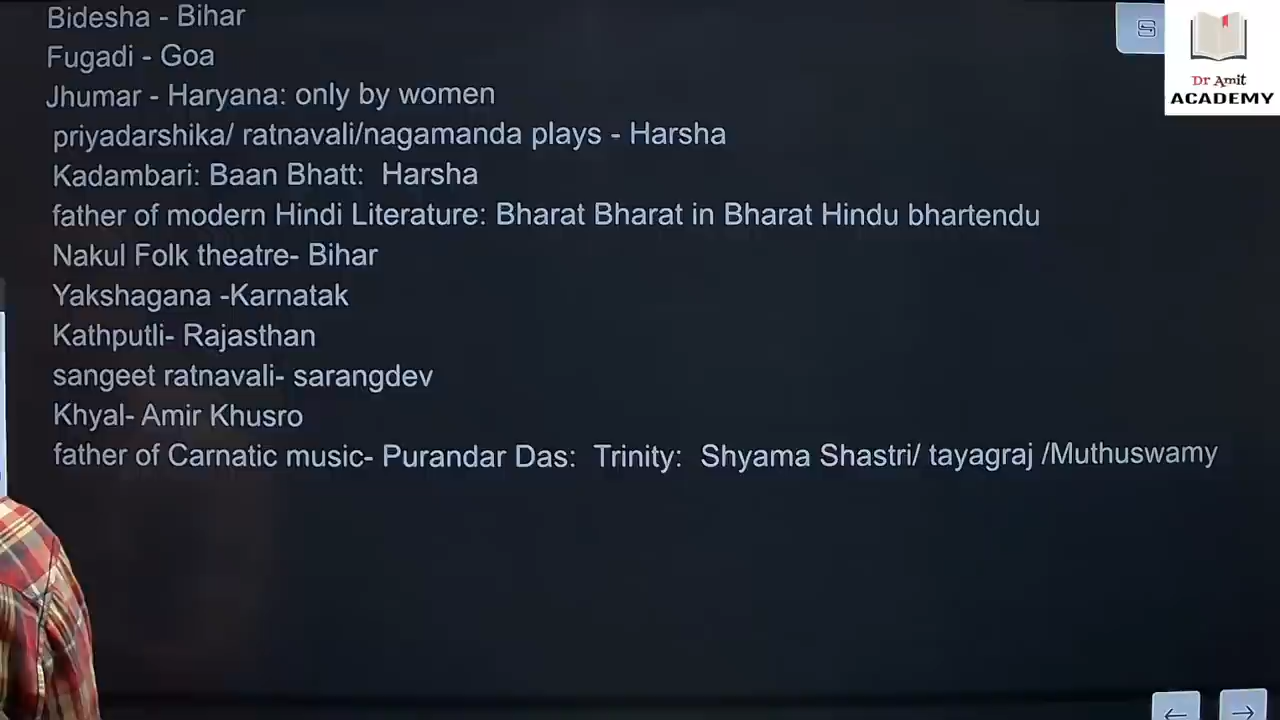 Bidesha - Bihar
Fugadi - Goa
Jhumar - Haryana: only by women
priyadarshika/ ratnavali/nagamanda plays - Harsha
Kadambari: Baan Bhatt: Harsha
father of modern Hindi Literature: Bharat Bharat in Bharat Hindu bhartendu
Nakul Folk theatre- Bihar
Yakshagana -Karnatak
Kathputli- Rajasthan
sangeet ratnavali- sarangdev
Khyal- Amir Khusro
father of Carnatic music- Purandar Das: Trinity: Shyama Shastri/ tayagraj /Muthuswamy
Dr Amit
ACADEMY